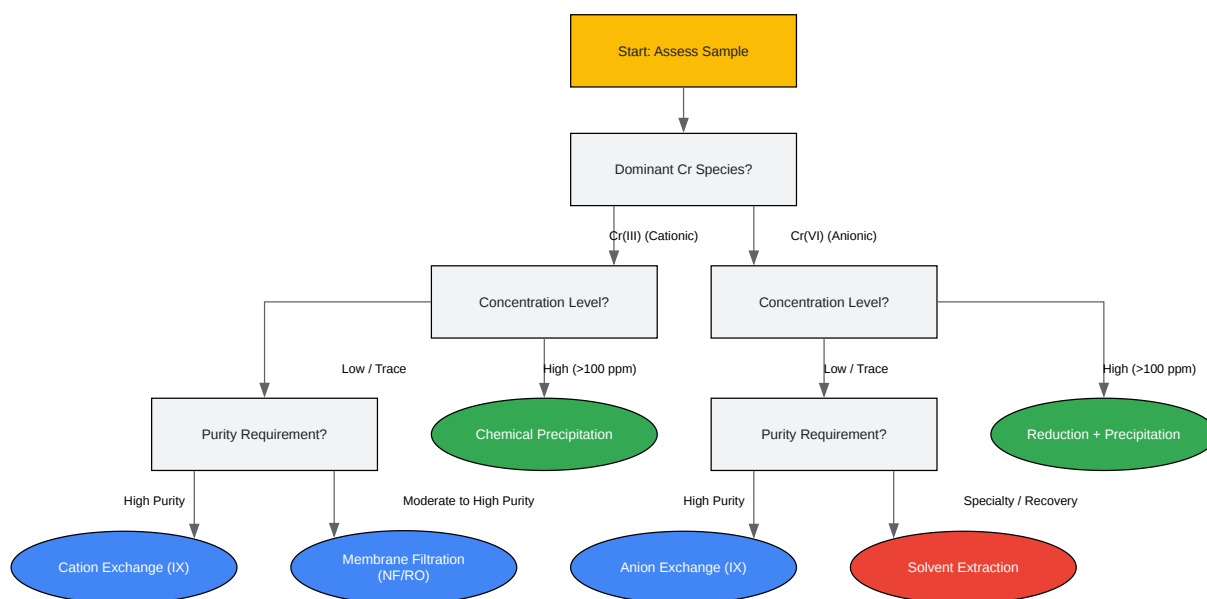 Start: Assess Sample
Dominant Cr Species?
Cr(III) (Cationic)
Cr(VI) (Anionic)
Concentration Level?
Concentration Level?
Low / Trace
High (>100 ppm)
Low / Trace
High (>100 ppm)
Purity Requirement?
Chemical Precipitation
Purity Requirement?
Reduction + Precipitation
High Purity
Moderate to High Purity
High Purity
Specialty / Recovery
Cation Exchange (IX)
Membrane Filtration
(NF/RO)
Anion Exchange (IX)
Solvent Extraction